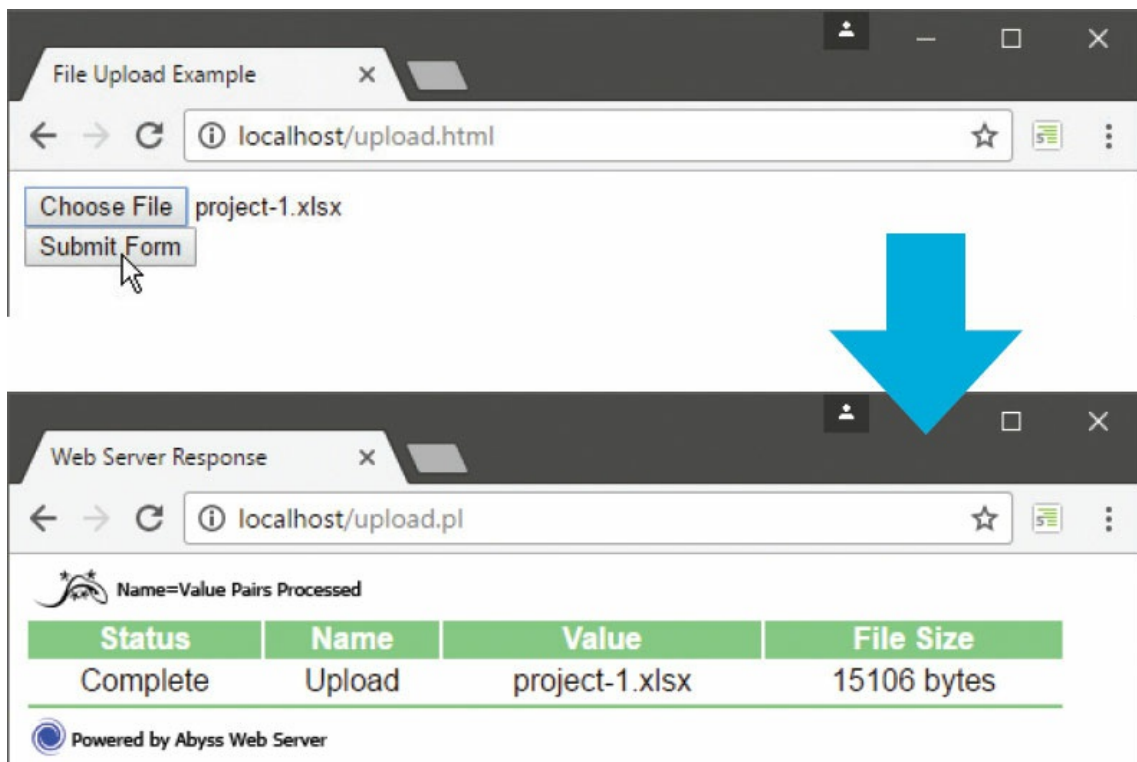 File Upload Example
localhost/upload.html
Choose File project-1.xlsx
Submit Form
Web Server Response
localhost/upload.pl
Name=Value Pairs Processed
Status Name Value File Size
Complete Upload project-1.xlsx 15106 bytes
Powered by Abyss Web Server